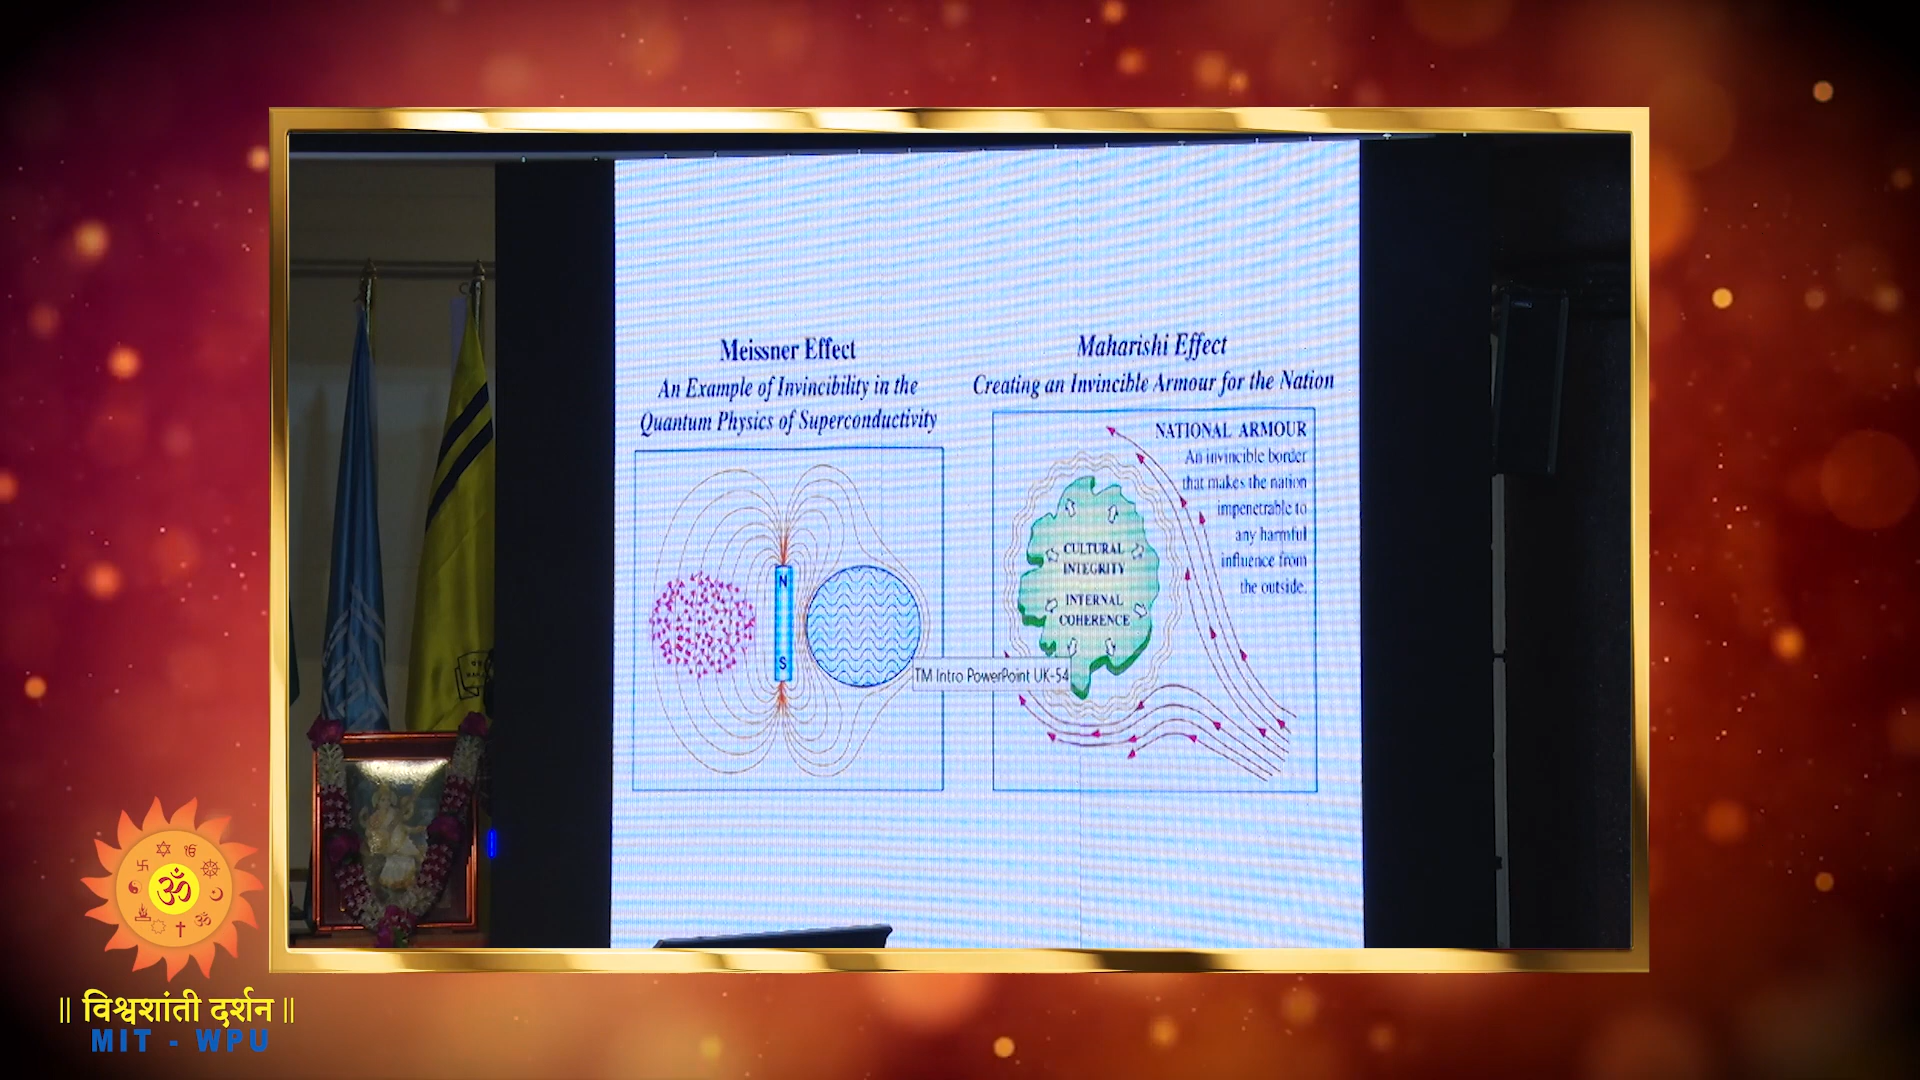 Meissner Effect
An Example of Invincibility in the
Quantum Physics of Superconductivity
N
S
Maharishi Effect
Creating an Invincible Armour for the Nation
NATIONAL ARMOUR
An invincible border
that makes the nation
impenetrable to
any harmful
influence from
the outside.
CULTURAL
INTEGRITY
INTERNAL
COHERENCE
TM Intro PowerPoint UK-54
ॐ
|| विश्वशांती दर्शन ||
MIT - WPU